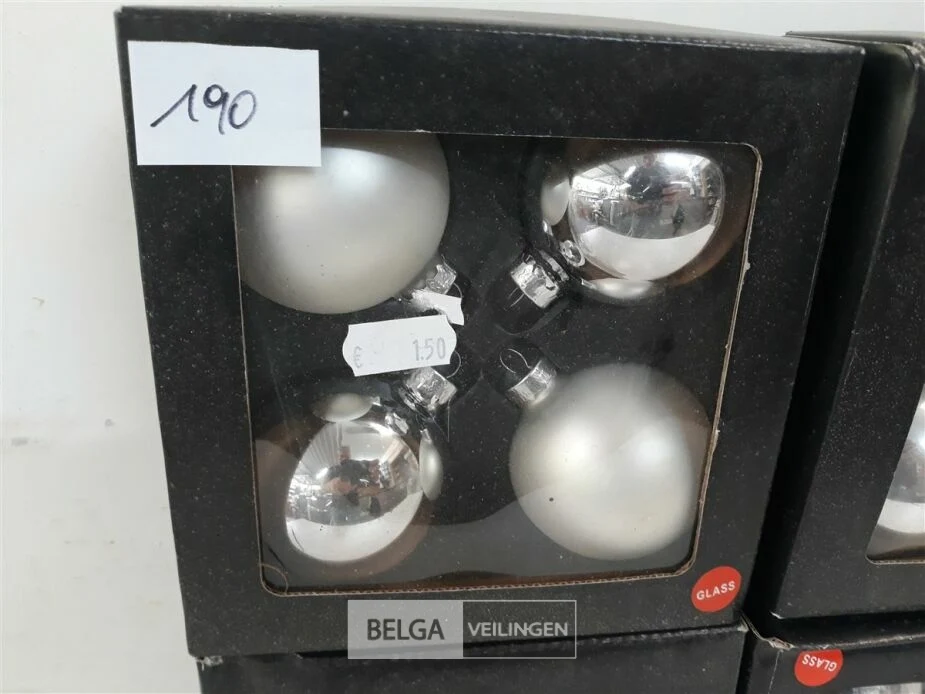 190
€ 1.50
GLASS
BELGA VEILINGEN
GLASS